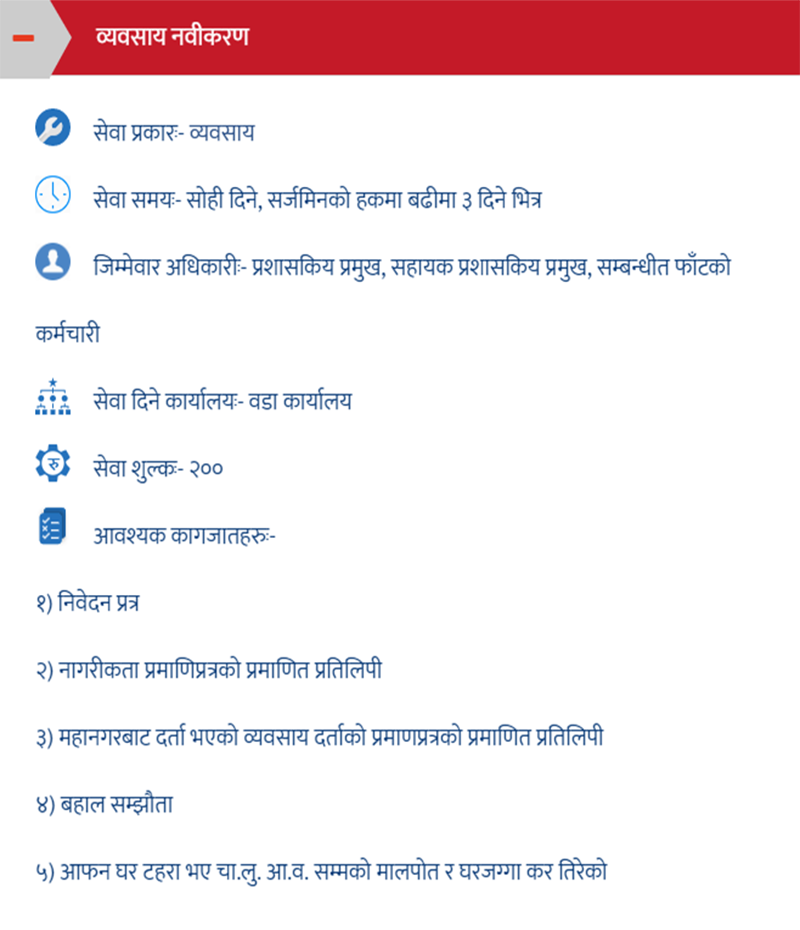 व्यवसाय नवीकरण
सेवा प्रकारः- व्यवसाय
सेवा समयः- सोही दिने, सर्जमिनको हकमा बढीमा ३ दिने भित्र
जिम्मेवार अधिकारीः- प्रशासकिय प्रमुख, सहायक प्रशासकिय प्रमुख, सम्बन्धीत फाँटको
कर्मचारी
सेवा दिने कार्यालयः- वडा कार्यालय
रु
सेवा शुल्कः- २००
आवश्यक कागजातहरुः-
१) निवेदन प्रत्र
२) नागरीकता प्रमाणिप्रत्रको प्रमाणित प्रतिलिपी
३) महानगरबाट दर्ता भएको व्यवसाय दर्ताको प्रमाणप्रत्रको प्रमाणित प्रतिलिपी
४) बहाल सम्झौता
५) आफन घर टहरा भए चा.लु. आ.व. सम्मको मालपोत र घरजग्गा कर तिरेको